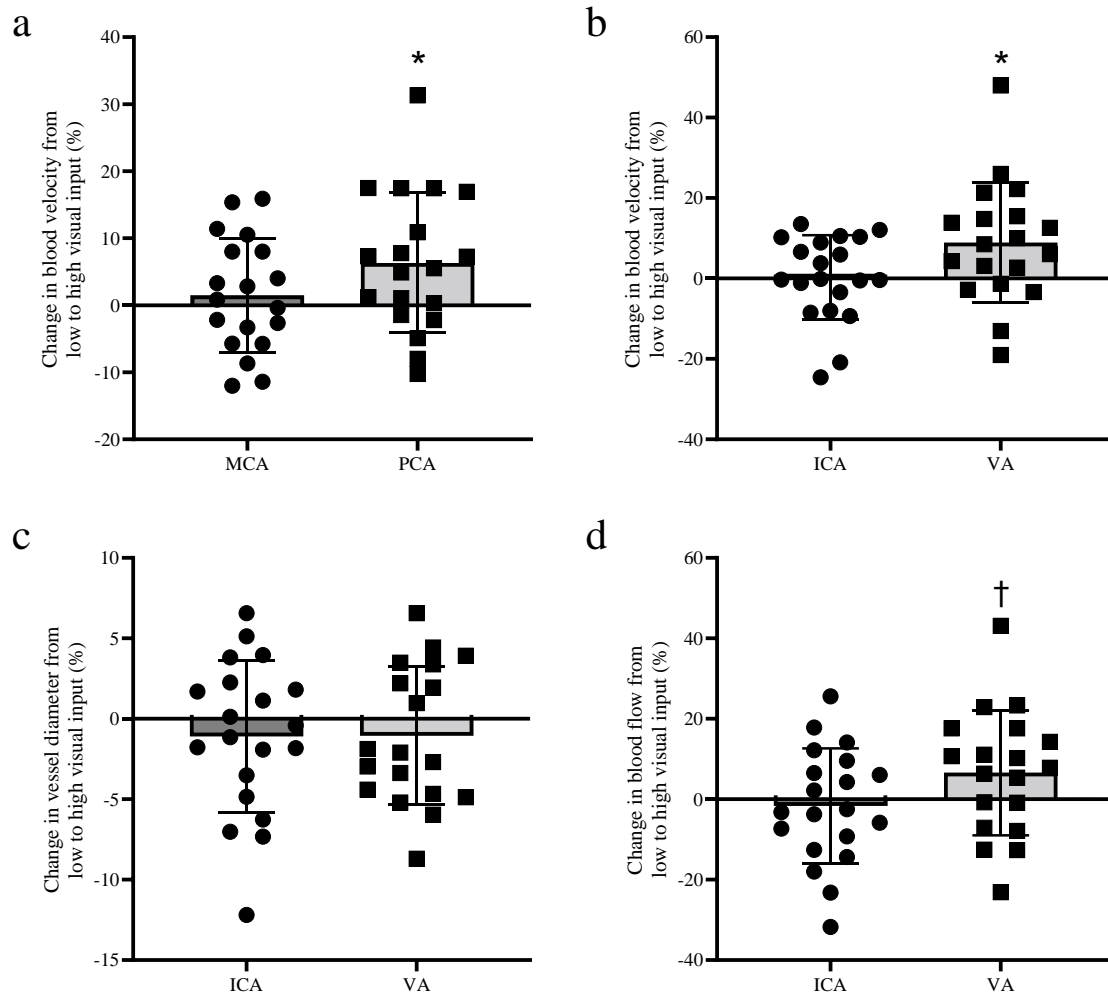 a
Change in blood velocity from
low to high visual input (%)
40
30
20
10
0
-10
-20
*
MCA
PCA
b
Change in blood velocity from
low to high visual input (%)
60
40
20
0
-20
-40
*
ICA
VA
c
Change in vessel diameter from
low to high visual input (%)
10
5
0
-5
-10
-15
ICA
VA
d
Change in blood flow from
low to high visual input (%)
60
40
20
0
-20
-40
†
ICA
VA